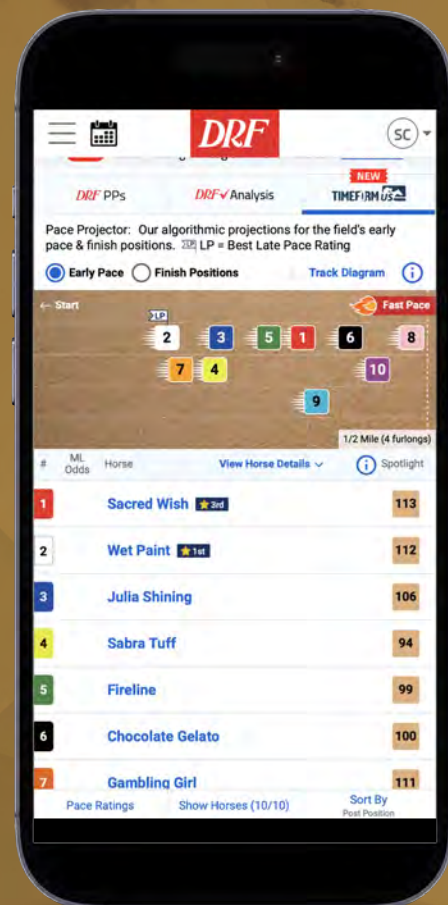 DRF
SC
NEW
DRF PPs
DRF✓Analysis
TIMEFORM US
Pace Projector: Our algorithmic projections for the field's early
pace & finish positions. LP LP = Best Late Pace Rating
Early Pace
Finish Positions
Track Diagram
i
← Start
Fast Pace
LP
2 3 5 1 6 8
7 4 10
9
1/2 Mile (4 furlongs)
# ML Odds Horse View Horse Details i Spotlight
1 Sacred Wish ★ 3rd 113
2 Wet Paint ★ 1st 112
3 Julia Shining 106
4 Sabra Tuff 94
5 Fireline 99
6 Chocolate Gelato 100
7 Gambling Girl 111
Pace Ratings Show Horses (10/10) Sort By
Post Position